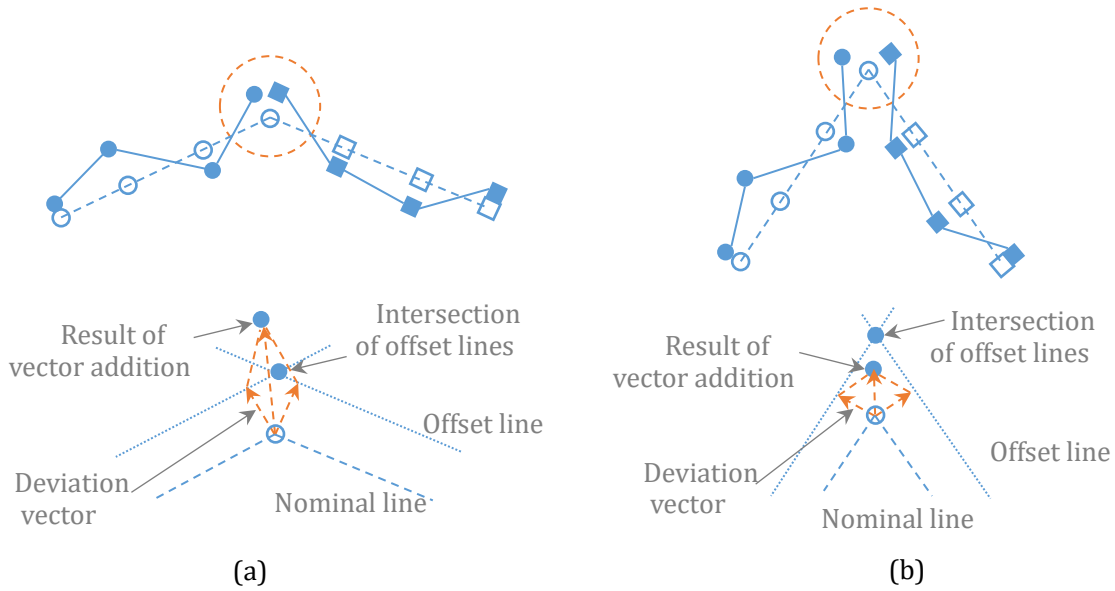 Result of
vector addition
Intersection
of offset lines
Offset line
Deviation
vector
Nominal line
(a)
Intersection
of offset lines
Result of
vector addition
Offset line
Deviation
vector
Nominal line
(b)